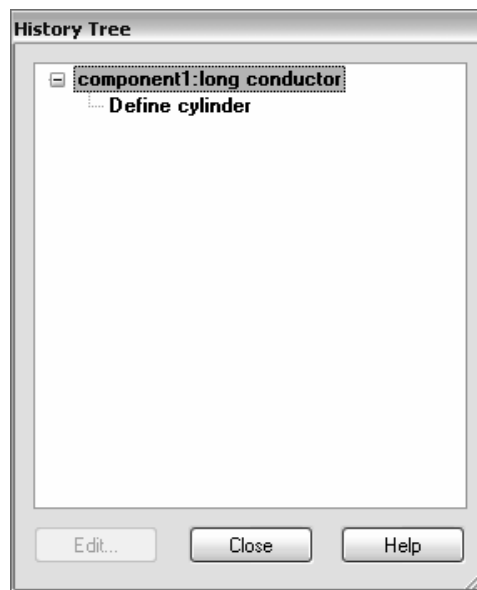 History Tree
component1:long conductor
Define cylinder
Edit... Close Help